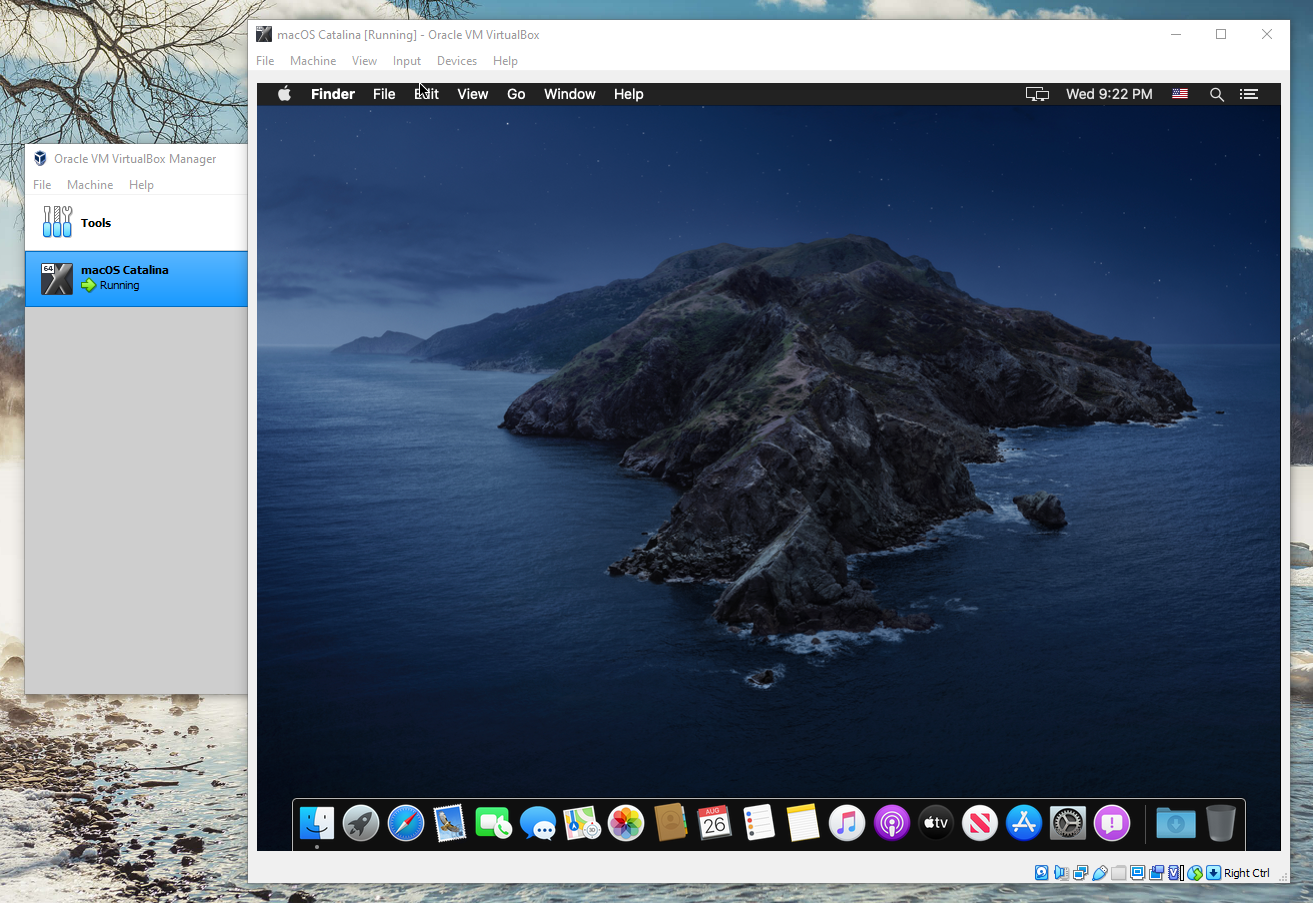 macOS Catalina [Running] - Oracle VM VirtualBox
File Machine View Input Devices Help
Finder File Edit View Go Window Help
Wed 9:22 PM
Oracle VM VirtualBox Manager
File Machine Help
Tools
64
macOS Catalina
Running
AUG
26
3D
tv
Right Ctrl